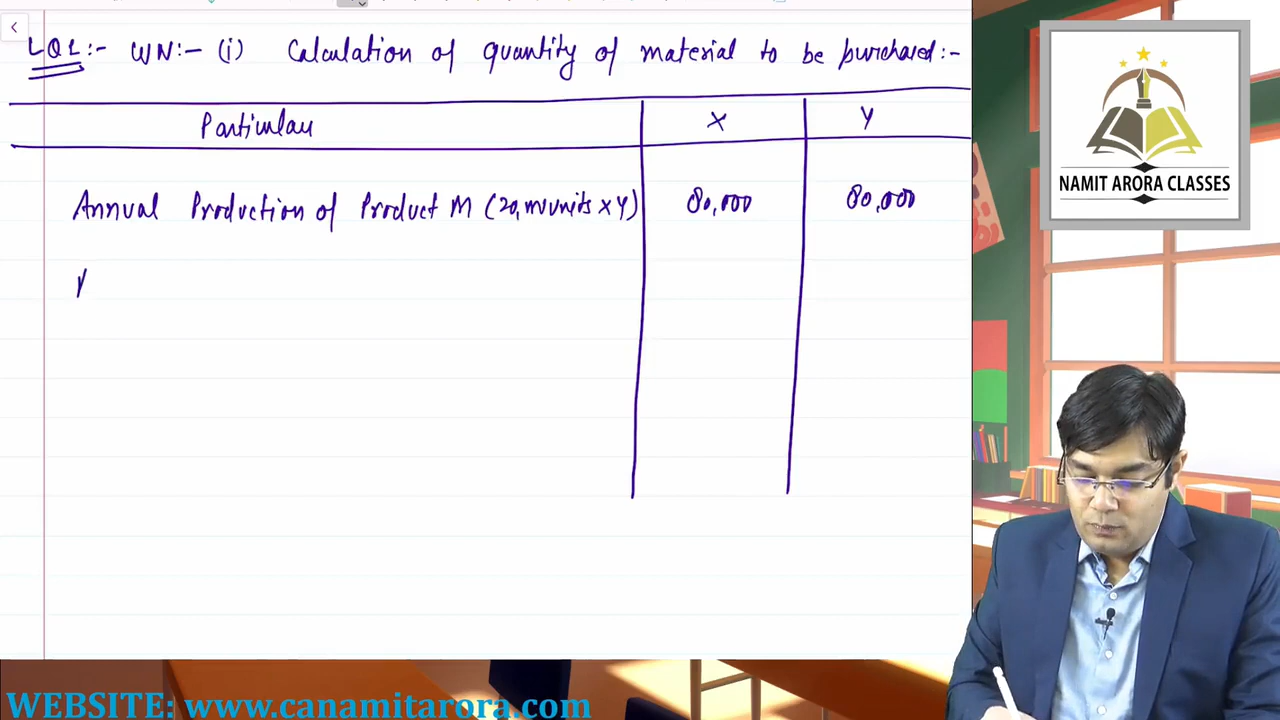 LQ1:- WN:- (i) Calculation of quantity of material to be purchased:-
Particulars X Y
Annual Production of Product M (20,000 units x 4) 80,000 80,000
NAMIT ARORA CLASSES
WEBSITE: www.canamitarora.com